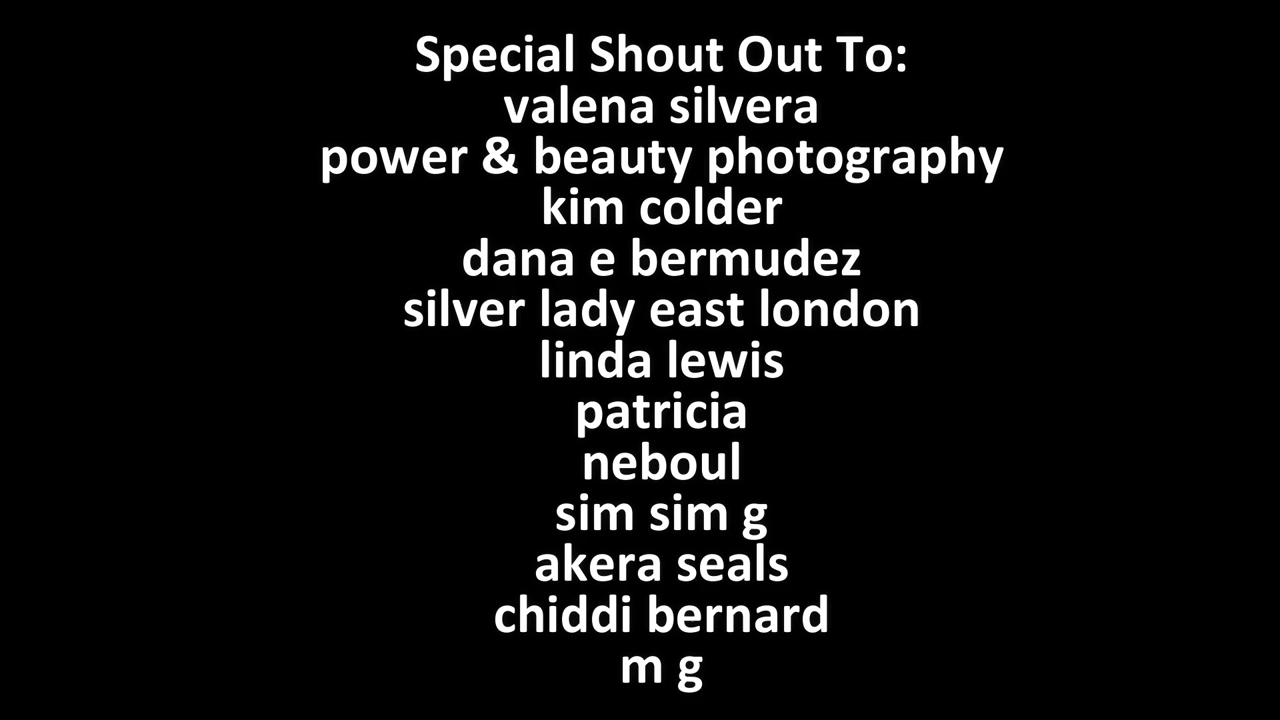 Special Shout Out To:
valena silvera
power & beauty photography
kim colder
dana e bermudez
silver lady east london
linda lewis
patricia
neboul
sim sim g
akera seals
chiddi bernard
m g